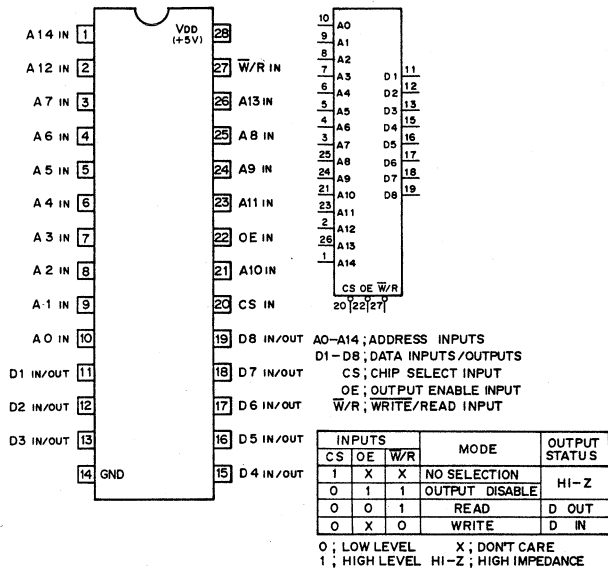 A14 IN 1
A12 IN 2
A7 IN 3
A6 IN 4
A5 IN 5
A4 IN 6
A3 IN 7
A2 IN 8
A·1 IN 9
A0 IN 10
D1 IN/OUT 11
D2 IN/OUT 12
D3 IN/OUT 13
14 GND
VDD
(+5V)
28
27 W̅/R IN
26 A13 IN
25 A8 IN
24 A9 IN
23 A11 IN
22 OE IN
21 A10 IN
20 CS IN
19 D8 IN/OUT
18 D7 IN/OUT
17 D6 IN/OUT
16 D5 IN/OUT
15 D4 IN/OUT
10 A0
9 A1
8 A2
7 A3
6 A4
5 A5
4 A6
3 A7
25 A8
24 A9
21 A10
23 A11
2 A12
26 A13
1 A14
D1 11
D2 12
D3 13
D4 15
D5 16
D6 17
D7 18
D8 19
CS OE W̅/R
20 22 27
A0–A14 ; ADDRESS INPUTS
D1–D8 ; DATA INPUTS/OUTPUTS
CS ; CHIP SELECT INPUT
OE ; OUTPUT ENABLE INPUT
W̅/R ; W̅R̅I̅T̅E̅/READ INPUT
INPUTS MODE OUTPUT STATUS
CS OE W̅/R
1 X X NO SELECTION HI–Z
0 1 1 OUTPUT DISABLE
0 0 1 READ D OUT
0 X 0 WRITE D IN
0 ; LOW LEVEL X ; DON'T CARE
1 ; HIGH LEVEL HI–Z ; HIGH IMPEDANCE